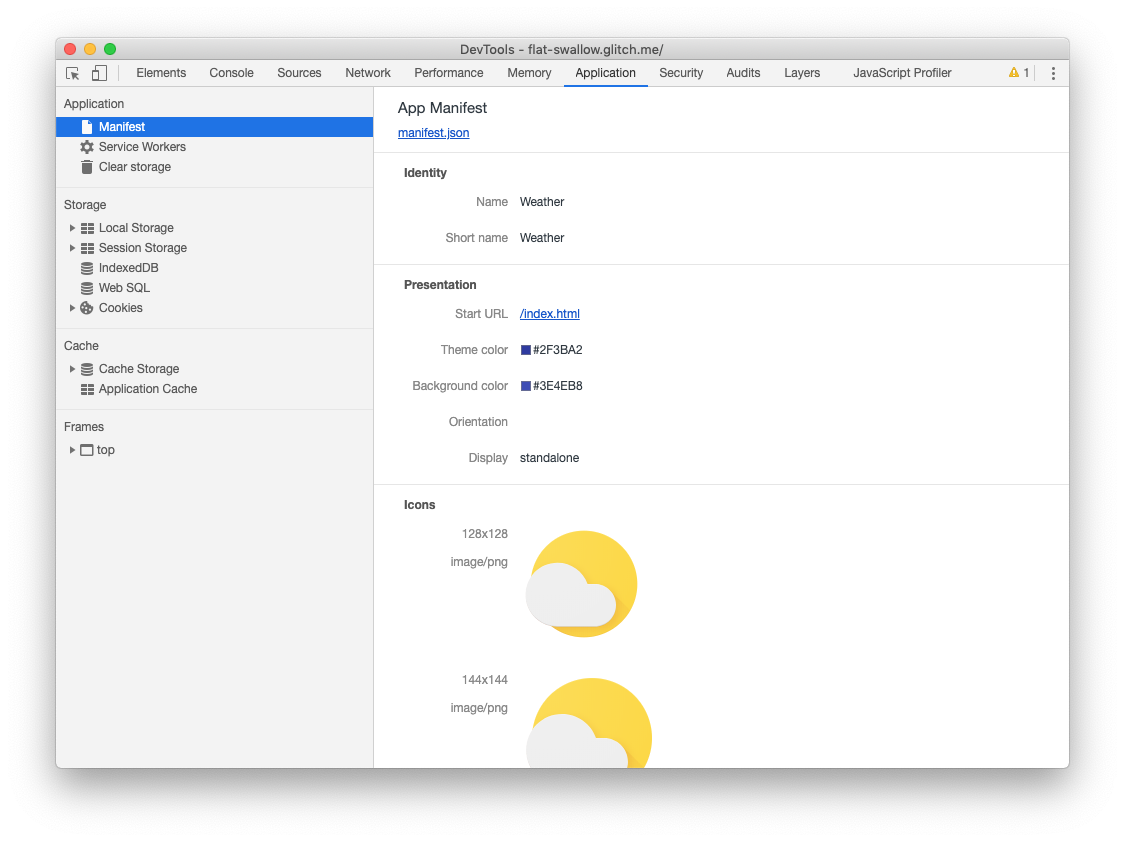 DevTools - flat-swallow.glitch.me/
Elements Console Sources Network Performance Memory Application Security Audits Layers JavaScript Profiler 1
Application
Manifest
Service Workers
Clear storage
Storage
Local Storage
Session Storage
IndexedDB
Web SQL
Cookies
Cache
Cache Storage
Application Cache
Frames
top
App Manifest
manifest.json
Identity
Name Weather
Short name Weather
Presentation
Start URL /index.html
Theme color #2F3BA2
Background color #3E4EB8
Orientation
Display standalone
Icons
128x128
image/png
144x144
image/png